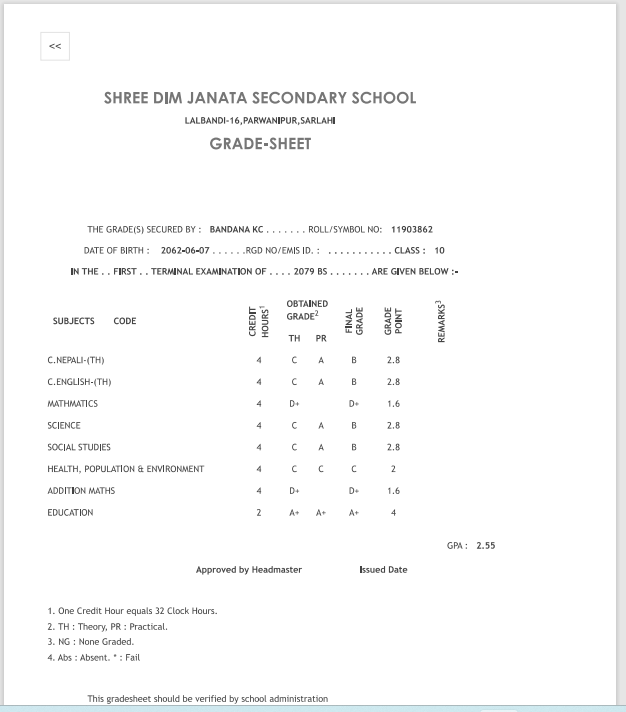 <<
SHREE DIM JANATA SECONDARY SCHOOL
LALBANDI-16,PARWANIPUR,SARLAHI
GRADE-SHEET
THE GRADE(S) SECURED BY : BANDANA KC . . . . . . . ROLL/SYMBOL NO: 11903862
DATE OF BIRTH : 2062-06-07 . . . . . .RGD NO/EMIS ID. : . . . . . . . . . . . CLASS : 10
IN THE . . FIRST . . TERMINAL EXAMINATION OF . . . . 2079 BS . . . . . . . ARE GIVEN BELOW :-
SUBJECTS CODE CREDIT HOURS1 OBTAINED GRADE2 FINAL GRADE GRADE POINT REMARKS3
TH PR
C.NEPALI-(TH) 4 C A B 2.8
C.ENGLISH-(TH) 4 C A B 2.8
MATHMATICS 4 D+ D+ 1.6
SCIENCE 4 C A B 2.8
SOCIAL STUDIES 4 C A B 2.8
HEALTH, POPULATION & ENVIRONMENT 4 C C C 2
ADDITION MATHS 4 D+ D+ 1.6
EDUCATION 2 A+ A+ A+ 4
GPA : 2.55
Approved by Headmaster Issued Date
1. One Credit Hour equals 32 Clock Hours.
2. TH : Theory, PR : Practical.
3. NG : None Graded.
4. Abs : Absent. * : Fail
This gradesheet should be verified by school administration